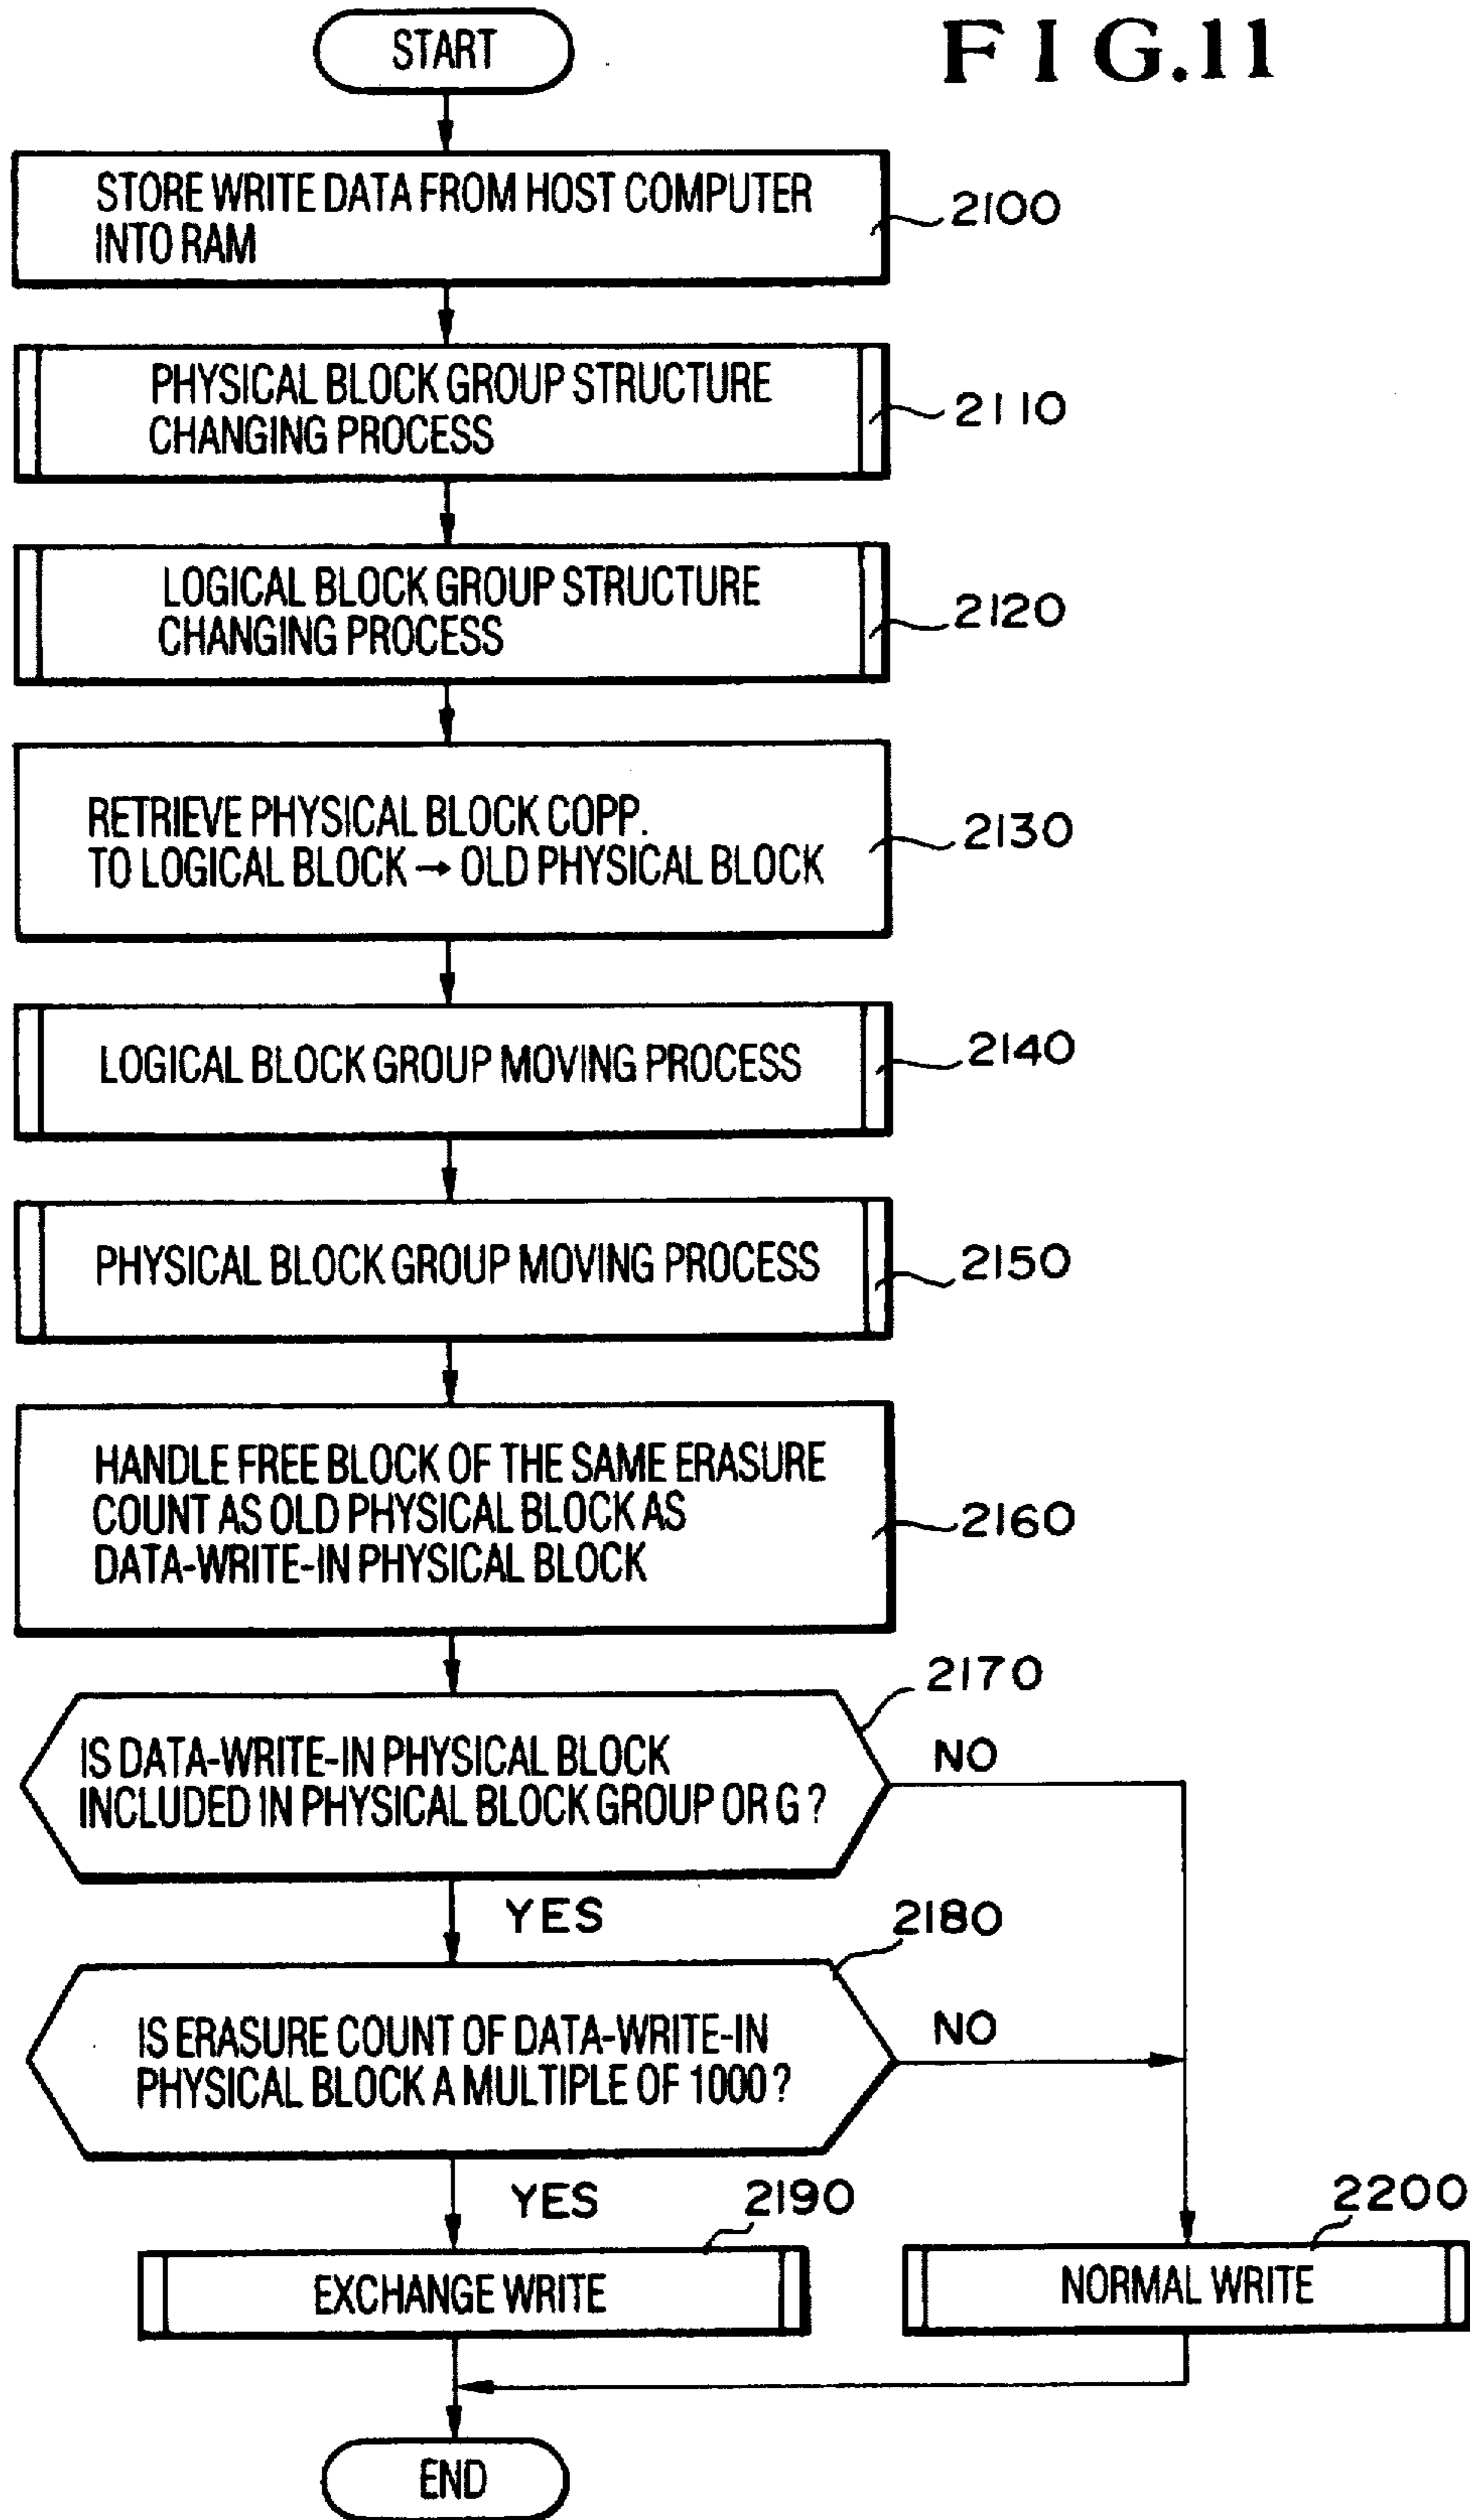 START
FIG.11
STORE WRITE DATA FROM HOST COMPUTER
INTO RAM
2100
PHYSICAL BLOCK GROUP STRUCTURE
CHANGING PROCESS
2110
LOGICAL BLOCK GROUP STRUCTURE
CHANGING PROCESS
2120
RETRIEVE PHYSICAL BLOCK COPP.
TO LOGICAL BLOCK → OLD PHYSICAL BLOCK
2130
LOGICAL BLOCK GROUP MOVING PROCESS
2140
PHYSICAL BLOCK GROUP MOVING PROCESS
2150
HANDLE FREE BLOCK OF THE SAME ERASURE
COUNT AS OLD PHYSICAL BLOCK AS
DATA-WRITE-IN PHYSICAL BLOCK
2160
2170
IS DATA-WRITE-IN PHYSICAL BLOCK
INCLUDED IN PHYSICAL BLOCK GROUP OR G?
NO
YES
2180
IS ERASURE COUNT OF DATA-WRITE-IN
PHYSICAL BLOCK A MULTIPLE OF 1000?
NO
YES
2190
2200
EXCHANGE WRITE
NORMAL WRITE
END